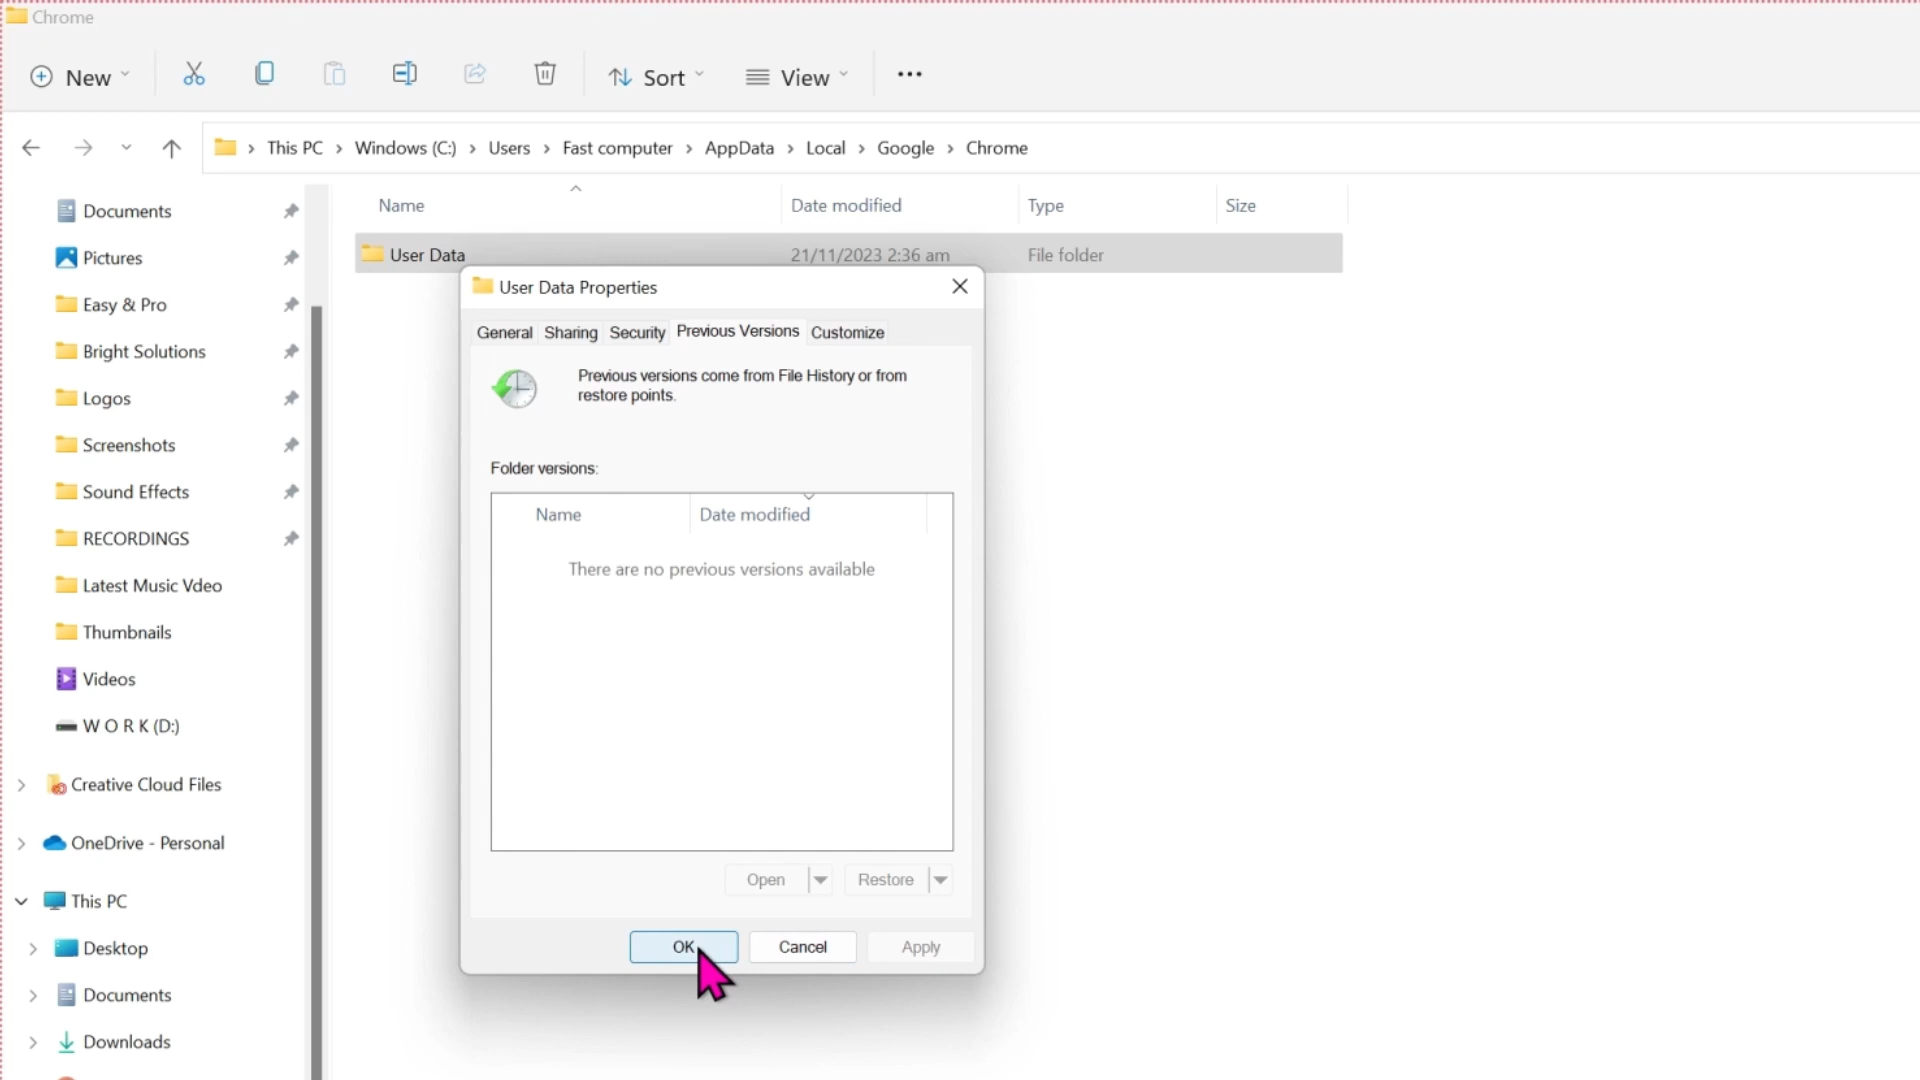 Chrome
New
Sort
View
This PC > Windows (C:) > Users > Fast computer > AppData > Local > Google > Chrome
Name
Date modified
Type
Size
User Data
21/11/2023 2:36 am
File folder
Documents
Pictures
Easy & Pro
Bright Solutions
Logos
Screenshots
Sound Effects
RECORDINGS
Latest Music Vdeo
Thumbnails
Videos
W O R K (D:)
Creative Cloud Files
OneDrive - Personal
This PC
Desktop
Documents
Downloads
User Data Properties
General
Sharing
Security
Previous Versions
Customize
Previous versions come from File History or from
restore points.
Folder versions:
Name
Date modified
There are no previous versions available
Open
Restore
OK
Cancel
Apply